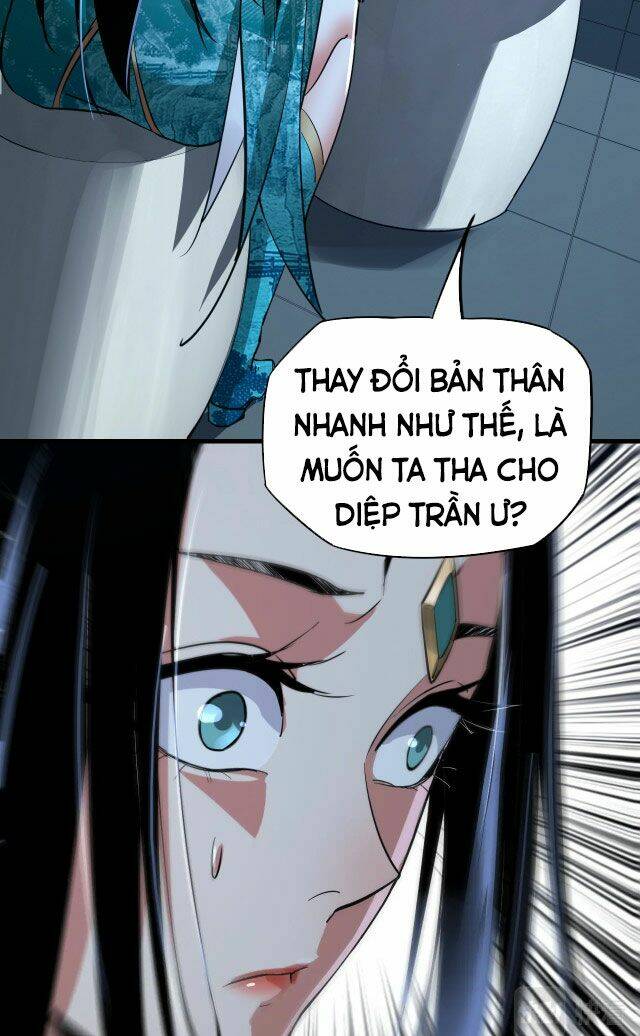 THAY ĐỔI BẢN THÂN
NHANH NHƯ THẾ, LÀ
MUỐN TA THA CHO
DIỆP TRẦN Ư?